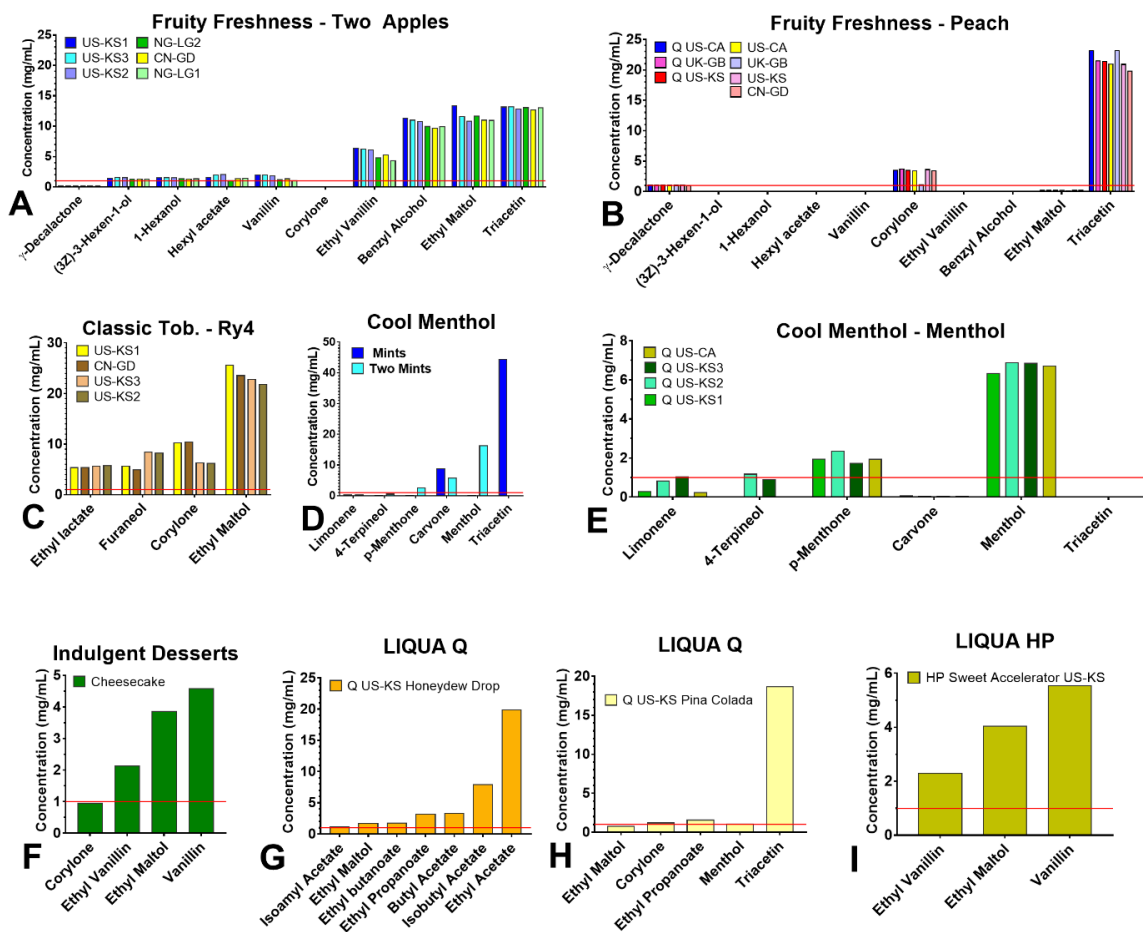 Fruity Freshness - Two Apples
US-KS1
US-KS3
US-KS2
NG-LG2
CN-GD
NG-LG1
Concentration (mg/mL)
25
20
15
10
5
0
γ-Decalactone
(3Z)-3-Hexen-1-ol
1-Hexanol
Hexyl acetate
Vanillin
Corylone
Ethyl Vanillin
Benzyl Alcohol
Ethyl Maltol
Triacetin
A
Fruity Freshness - Peach
Q US-CA
Q UK-GB
Q US-KS
US-CA
UK-GB
US-KS
CN-GD
Concentration (mg/mL)
25
20
15
10
5
0
γ-Decalactone
(3Z)-3-Hexen-1-ol
1-Hexanol
Hexyl acetate
Vanillin
Corylone
Ethyl Vanillin
Benzyl Alcohol
Ethyl Maltol
Triacetin
B
Classic Tob. - Ry4
US-KS1
CN-GD
US-KS3
US-KS2
Concentration (mg/mL)
30
20
10
0
Ethyl lactate
Furaneol
Corylone
Ethyl Maltol
C
Cool Menthol
Mints
Two Mints
Concentration (mg/mL)
50
40
30
20
10
0
Limonene
4-Terpineol
p-Menthone
Carvone
Menthol
Triacetin
D
Cool Menthol - Menthol
Q US-CA
Q US-KS3
Q US-KS2
Q US-KS1
Concentration (mg/mL)
8
6
4
2
0
Limonene
4-Terpineol
p-Menthone
Carvone
Menthol
Triacetin
E
Indulgent Desserts
Cheesecake
Concentration (mg/mL)
5
4
3
2
1
0
Corylone
Ethyl Vanillin
Ethyl Maltol
Vanillin
F
LIQUA Q
Q US-KS Honeydew Drop
Concentration (mg/mL)
25
20
15
10
5
0
Isoamyl Acetate
Ethyl Maltol
Ethyl butanoate
Ethyl Propanoate
Butyl Acetate
Isobutyl Acetate
Ethyl Acetate
G
LIQUA Q
Q US-KS Pina Colada
Concentration (mg/mL)
20
15
10
5
0
Ethyl Maltol
Corylone
Ethyl Propanoate
Menthol
Triacetin
H
LIQUA HP
HP Sweet Accelerator US-KS
Concentration (mg/mL)
6
4
2
0
Ethyl Vanillin
Ethyl Maltol
Vanillin
I